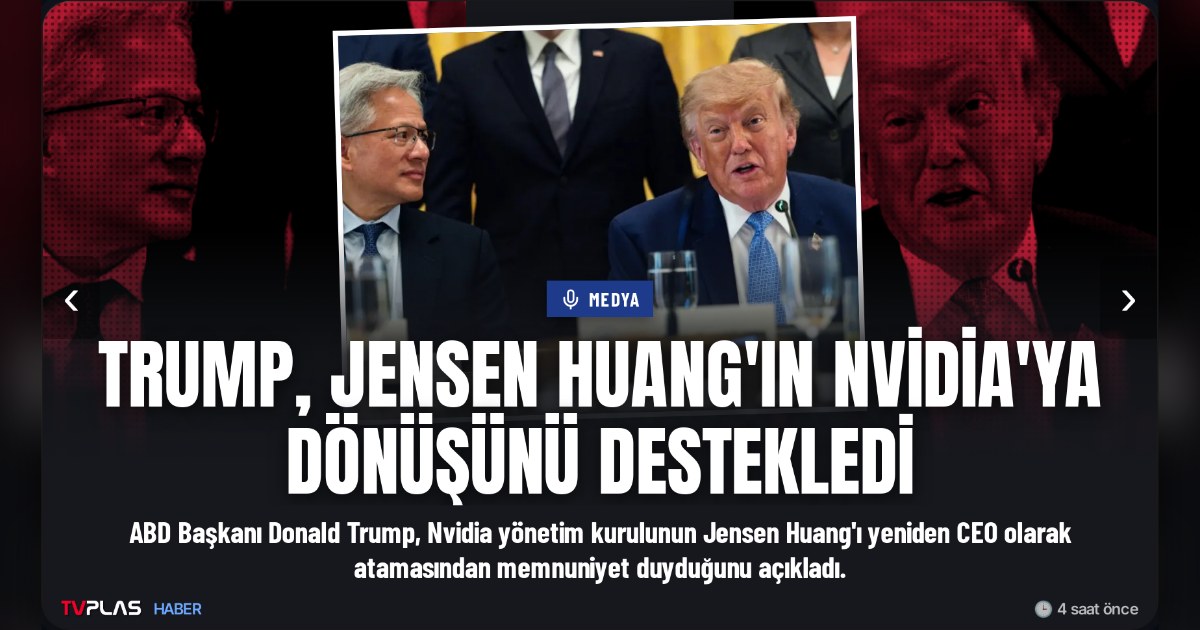 MEDYA
TRUMP, JENSEN HUANG'IN NVİDİA'YA
DÖNÜŞÜNÜ DESTEKLEDİ
ABD Başkanı Donald Trump, Nvidia yönetim kurulunun Jensen Huang'ı yeniden CEO olarak
atamasından memnuniyet duyduğunu açıkladı.
TVPLAS HABER
4 saat önce